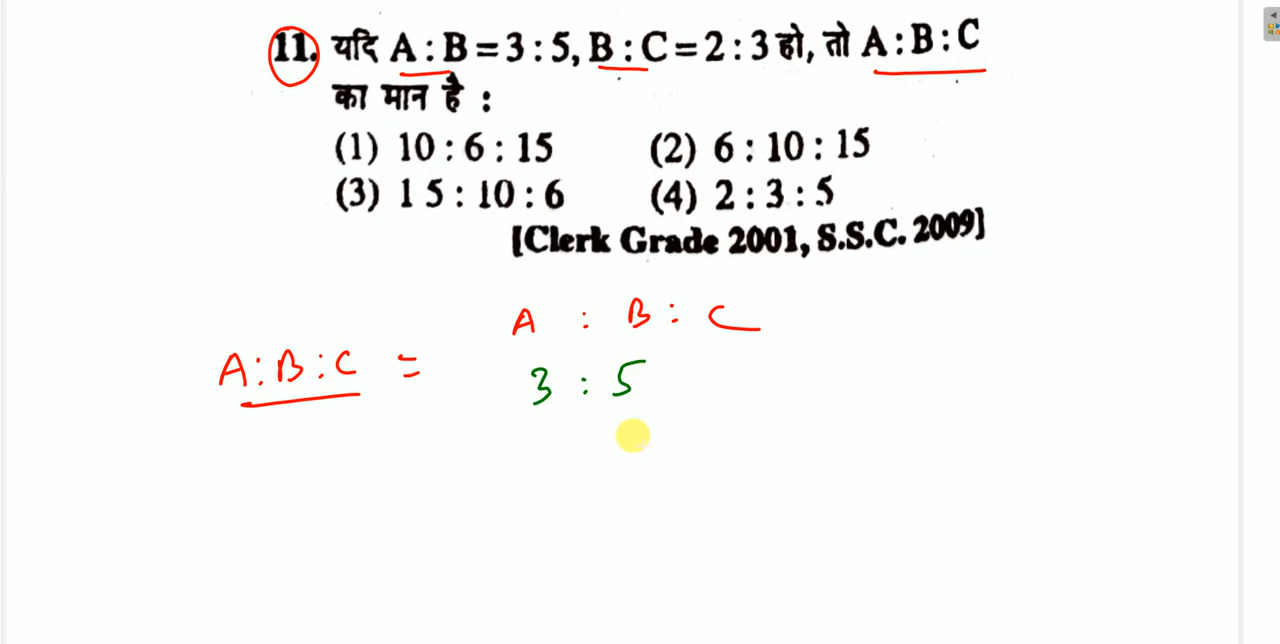 11. यदि A : B = 3 : 5, B : C = 2 : 3 हो, तो A : B : C
का मान है :
(1) 10 : 6 : 15 (2) 6 : 10 : 15
(3) 15 : 10 : 6 (4) 2 : 3 : 5
[Clerk Grade 2001, S.S.C. 2009]
A : B : C
A : B : C =
3 : 5